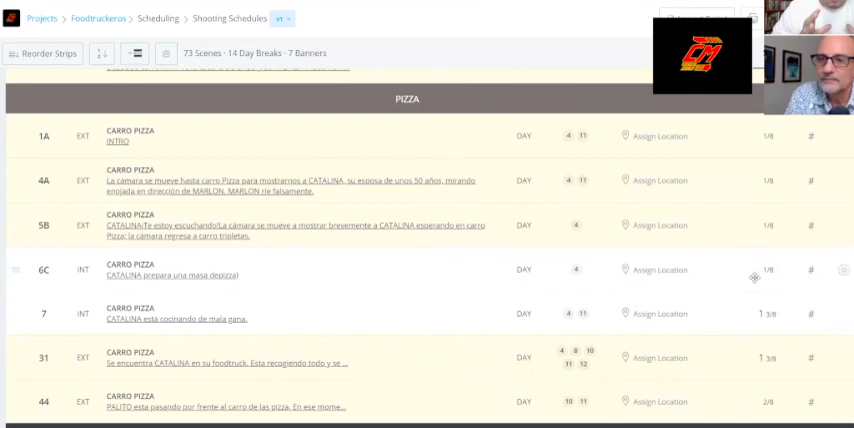 Projects > Foodtruckeros > Scheduling > Shooting Schedules v1
Reorder Strips 73 Scenes · 14 Day Breaks · 7 Banners
CM
PIZZA
1A EXT CARRO PIZZA DAY 4 11 Assign Location 1/8 #
INTRO
4A EXT CARRO PIZZA DAY 4 11 Assign Location 1/8 #
La cámara se mueve hasta carro Pizza para mostrarnos a CATALINA, su esposa de unos 50 años, mirando
enojada en dirección de MARLON. MARLON ríe falsamente.
5B EXT CARRO PIZZA DAY 4 Assign Location 1/8 #
CATALINA¡Te estoy escuchando!La cámara se mueve a mostrar brevemente a CATALINA esperando en carro
Pizza; la cámara regresa a carro tripletas.
6C INT CARRO PIZZA DAY 4 Assign Location 1/8 #
CATALINA prepara una masa depizza)
7 INT CARRO PIZZA DAY 4 11 Assign Location 1 3/8 #
CATALINA está cocinando de mala gana.
31 EXT CARRO PIZZA DAY 4 8 10 Assign Location 1 3/8 #
Se encuentra CATALINA en su foodtruck. Esta recogiendo todo y se ... 11 12
44 EXT CARRO PIZZA DAY 10 11 Assign Location 2/8 #
PALITO esta pasando por frente al carro de las pizza. En ese mome...